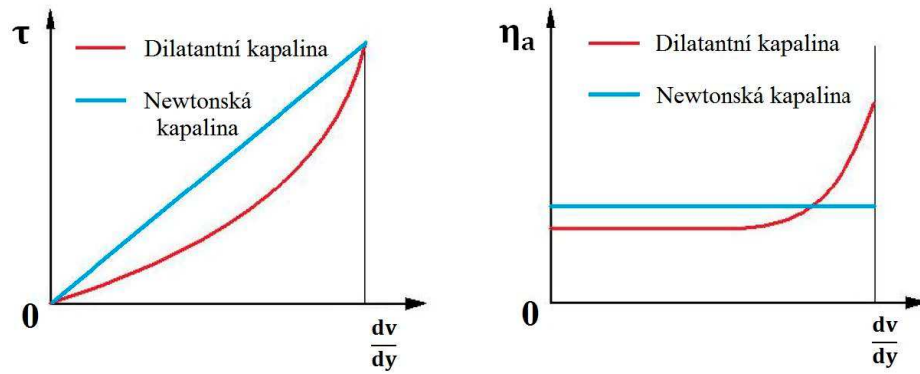 τ
Dilatantní kapalina
Newtonská
kapalina
0
dv
dy
ηa
Dilatantní kapalina
Newtonská kapalina
0
dv
dy